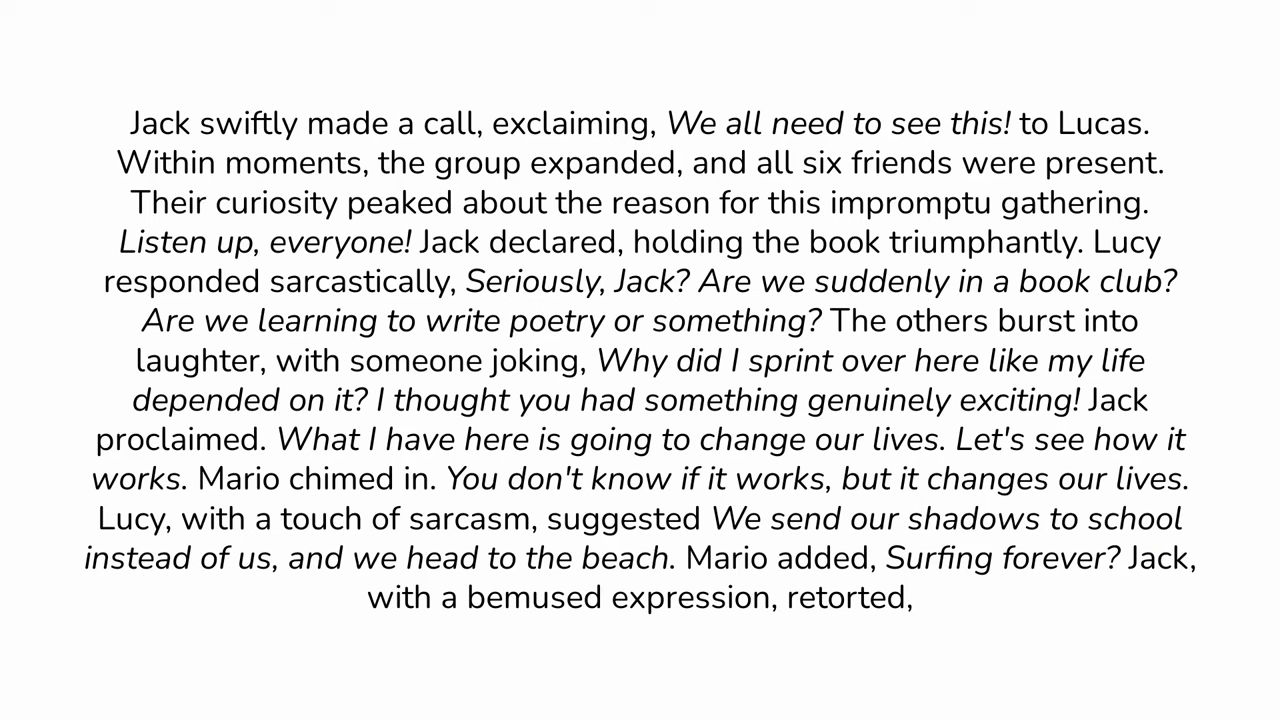 Jack swiftly made a call, exclaiming, We all need to see this! to Lucas.
Within moments, the group expanded, and all six friends were present.
Their curiosity peaked about the reason for this impromptu gathering.
Listen up, everyone! Jack declared, holding the book triumphantly. Lucy
responded sarcastically, Seriously, Jack? Are we suddenly in a book club?
Are we learning to write poetry or something? The others burst into
laughter, with someone joking, Why did I sprint over here like my life
depended on it? I thought you had something genuinely exciting! Jack
proclaimed. What I have here is going to change our lives. Let's see how it
works. Mario chimed in. You don't know if it works, but it changes our lives.
Lucy, with a touch of sarcasm, suggested We send our shadows to school
instead of us, and we head to the beach. Mario added, Surfing forever? Jack,
with a bemused expression, retorted,